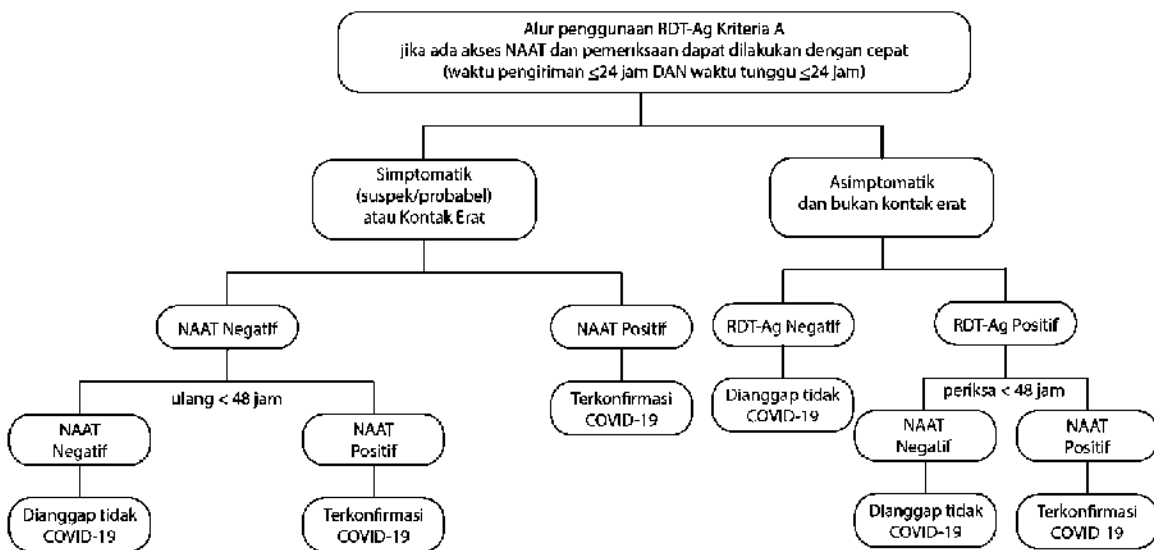 Alur penggunaan RDT-Ag Kriteria A
jika ada akses NAAT dan pemeriksaan dapat dilakukan dengan cepat
(waktu pengiriman ≤24 jam DAN waktu tunggu ≤24 jam)
Simptomatik
(suspek/probabel)
atau Kontak Erat
Asimptomatik
dan bukan kontak erat
NAAT Negatif
NAAT Positif
RDT-Ag Negatif
RDT-Ag Positif
ulang < 48 jam
Terkonfirmasi
COVID-19
Dianggap tidak
COVID-19
periksa < 48 jam
NAAT
Negatif
NAAT
Positif
NAAT
Negatif
NAAT
Positif
Dianggap tidak
COVID-19
Terkonfirmasi
COVID-19
Dianggap tidak
COVID-19
Terkonfirmasi
COVID-19